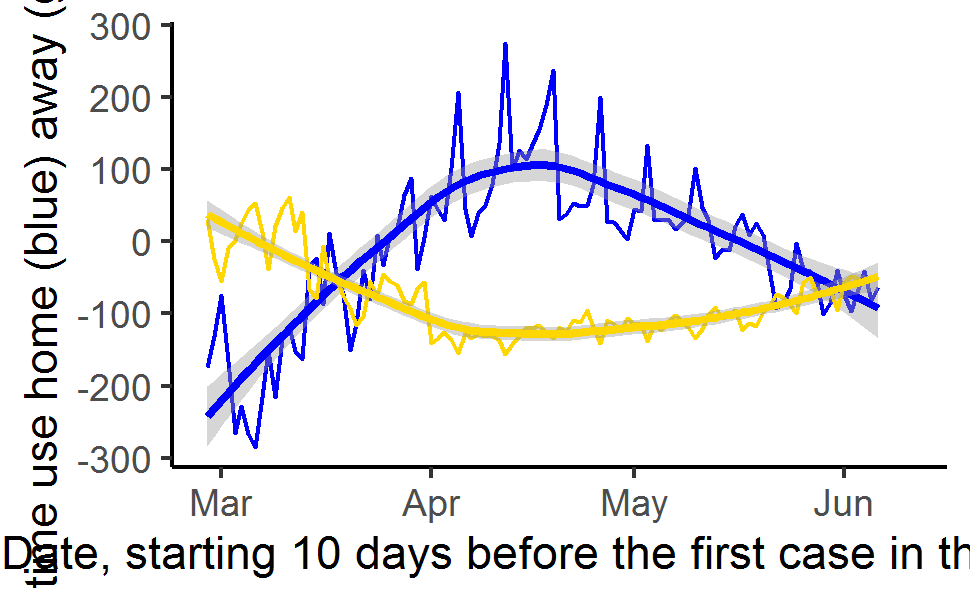 time use home (blue) away (
300
200
100
0
-100
-200
-300
Mar Apr May Jun
Date, starting 10 days before the first case in th